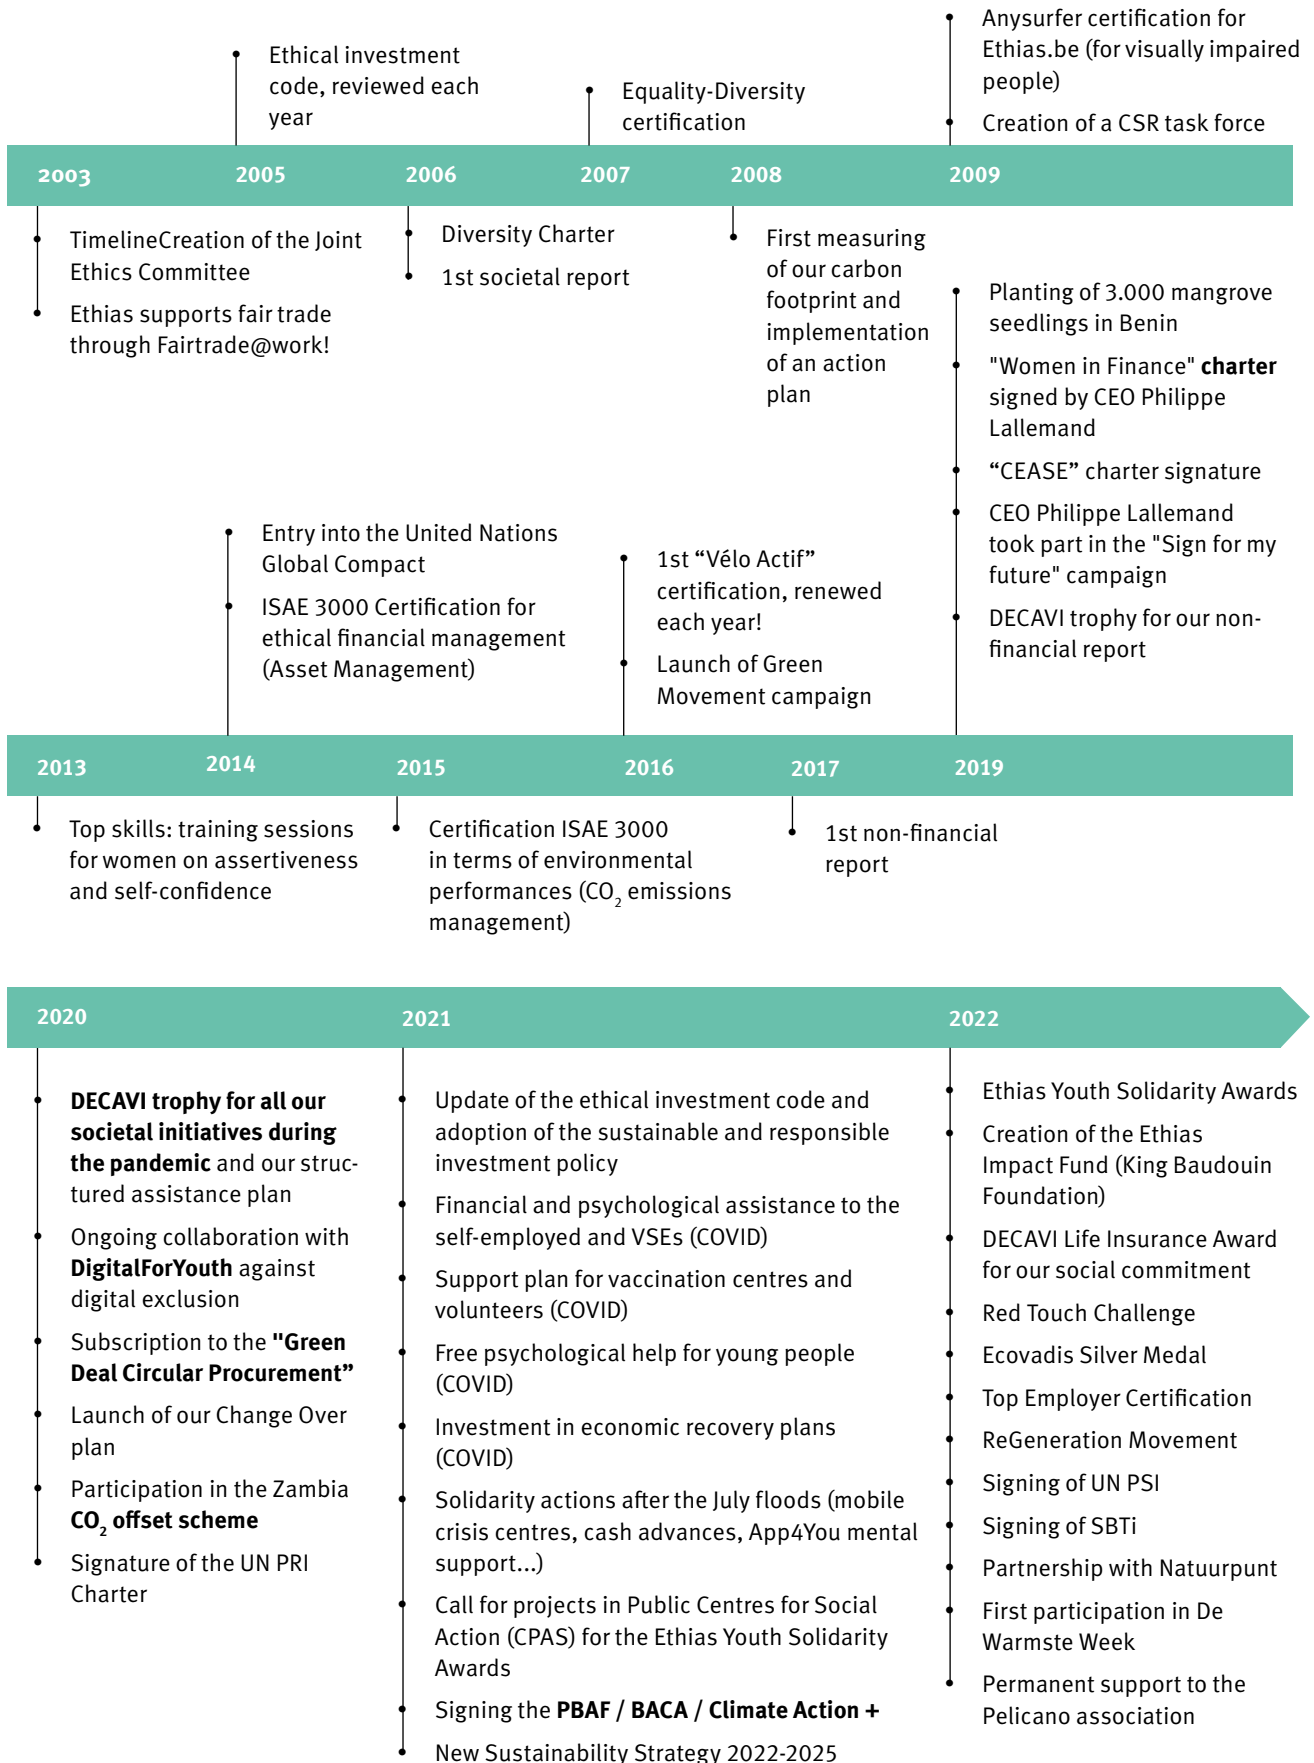 Ethical investment
code, reviewed each
year
Equality-Diversity
certification
Anysurfer certification for
Ethias.be (for visually impaired
people)
Creation of a CSR task force
2003
2005
2006
2007
2008
2009
TimelineCreation of the Joint
Ethics Committee
Ethias supports fair trade
through Fairtrade@work!
Diversity Charter
1st societal report
First measuring
of our carbon
footprint and
implementation
of an action
plan
Entry into the United Nations
Global Compact
ISAE 3000 Certification for
ethical financial management
(Asset Management)
1st “Vélo Actif”
certification, renewed
each year!
Launch of Green
Movement campaign
Planting of 3.000 mangrove
seedlings in Benin
"Women in Finance" charter
signed by CEO Philippe
Lallemand
“CEASE” charter signature
CEO Philippe Lallemand
took part in the "Sign for my
future" campaign
DECAVI trophy for our non-
financial report
2013
2014
2015
2016
2017
2019
Top skills: training sessions
for women on assertiveness
and self-confidence
Certification ISAE 3000
in terms of environmental
performances (CO₂ emissions
management)
1st non-financial
report
2020
2021
2022
DECAVI trophy for all our
societal initiatives during
the pandemic and our struc-
tured assistance plan
Ongoing collaboration with
DigitalForYouth against
digital exclusion
Subscription to the "Green
Deal Circular Procurement”
Launch of our Change Over
plan
Participation in the Zambia
CO₂ offset scheme
Signature of the UN PRI
Charter
Update of the ethical investment code and
adoption of the sustainable and responsible
investment policy
Financial and psychological assistance to the
self-employed and VSEs (COVID)
Support plan for vaccination centres and
volunteers (COVID)
Free psychological help for young people
(COVID)
Investment in economic recovery plans
(COVID)
Solidarity actions after the July floods (mobile
crisis centres, cash advances, App4You mental
support...)
Call for projects in Public Centres for Social
Action (CPAS) for the Ethias Youth Solidarity
Awards
Signing the PBAF / BACA / Climate Action +
New Sustainability Strategy 2022-2025
Ethias Youth Solidarity Awards
Creation of the Ethias
Impact Fund (King Baudouin
Foundation)
DECAVI Life Insurance Award
for our social commitment
Red Touch Challenge
Ecovadis Silver Medal
Top Employer Certification
ReGeneration Movement
Signing of UN PSI
Signing of SBTi
Partnership with Natuurpunt
First participation in De
Warmste Week
Permanent support to the
Pelicano association